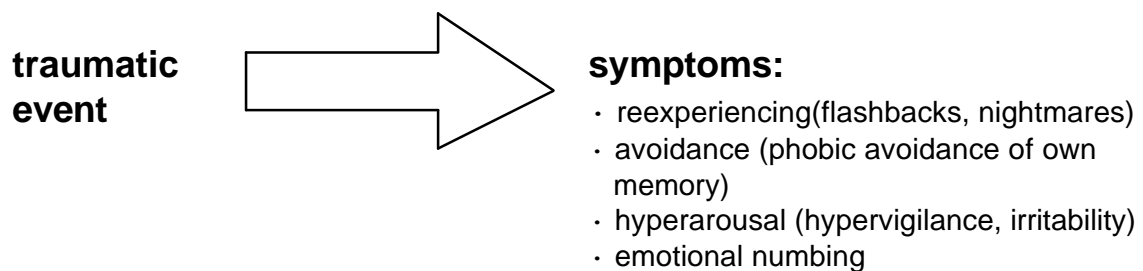 traumatic
event
symptoms:
· reexperiencing(flashbacks, nightmares)
· avoidance (phobic avoidance of own
memory)
· hyperarousal (hypervigilance, irritability)
· emotional numbing